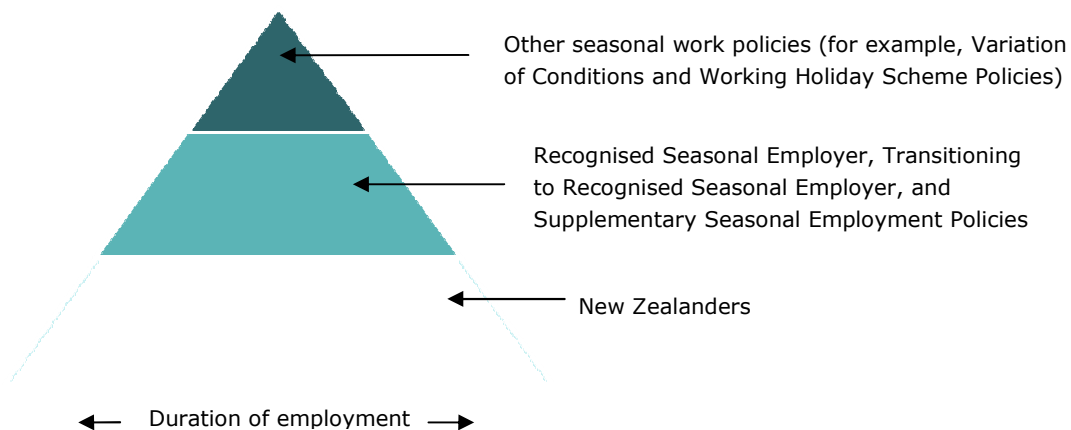 Other seasonal work policies (for example, Variation
of Conditions and Working Holiday Scheme Policies)
Recognised Seasonal Employer, Transitioning
to Recognised Seasonal Employer, and
Supplementary Seasonal Employment Policies
New Zealanders
Duration of employment